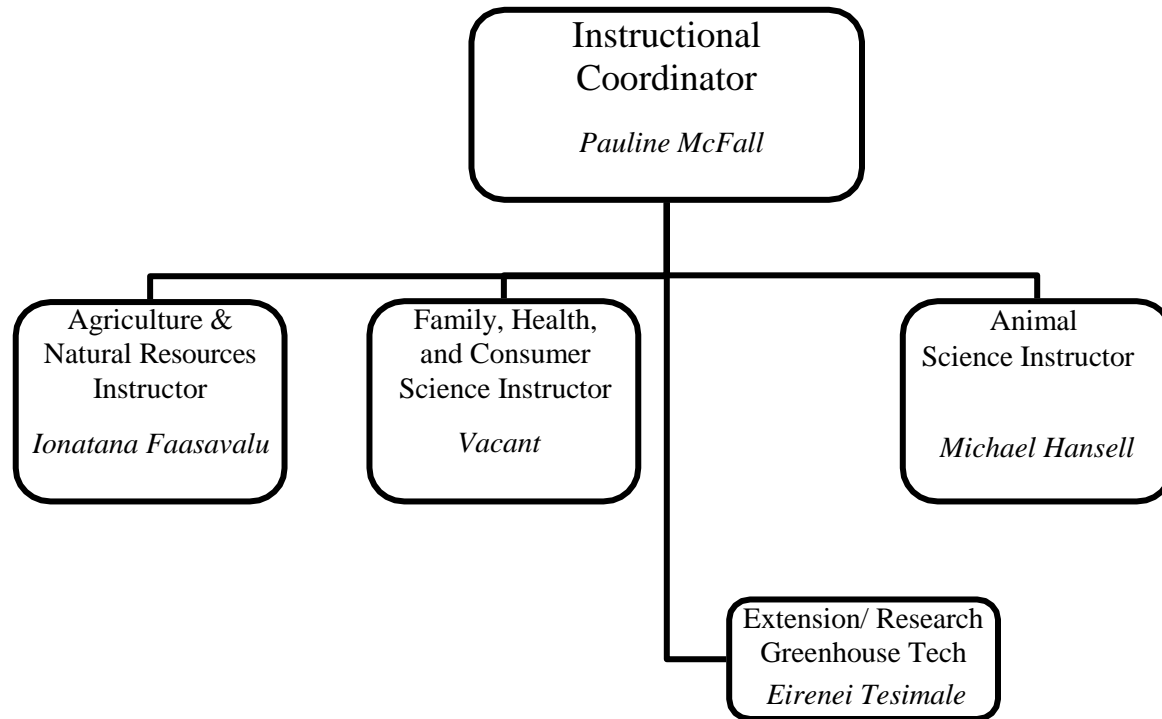 Instructional
Coordinator
Pauline McFall
Agriculture &
Natural Resources
Instructor
Ionatana Faasavalu
Family, Health,
and Consumer
Science Instructor
Vacant
Animal
Science Instructor
Michael Hansell
Extension/ Research
Greenhouse Tech
Eirenei Tesimale